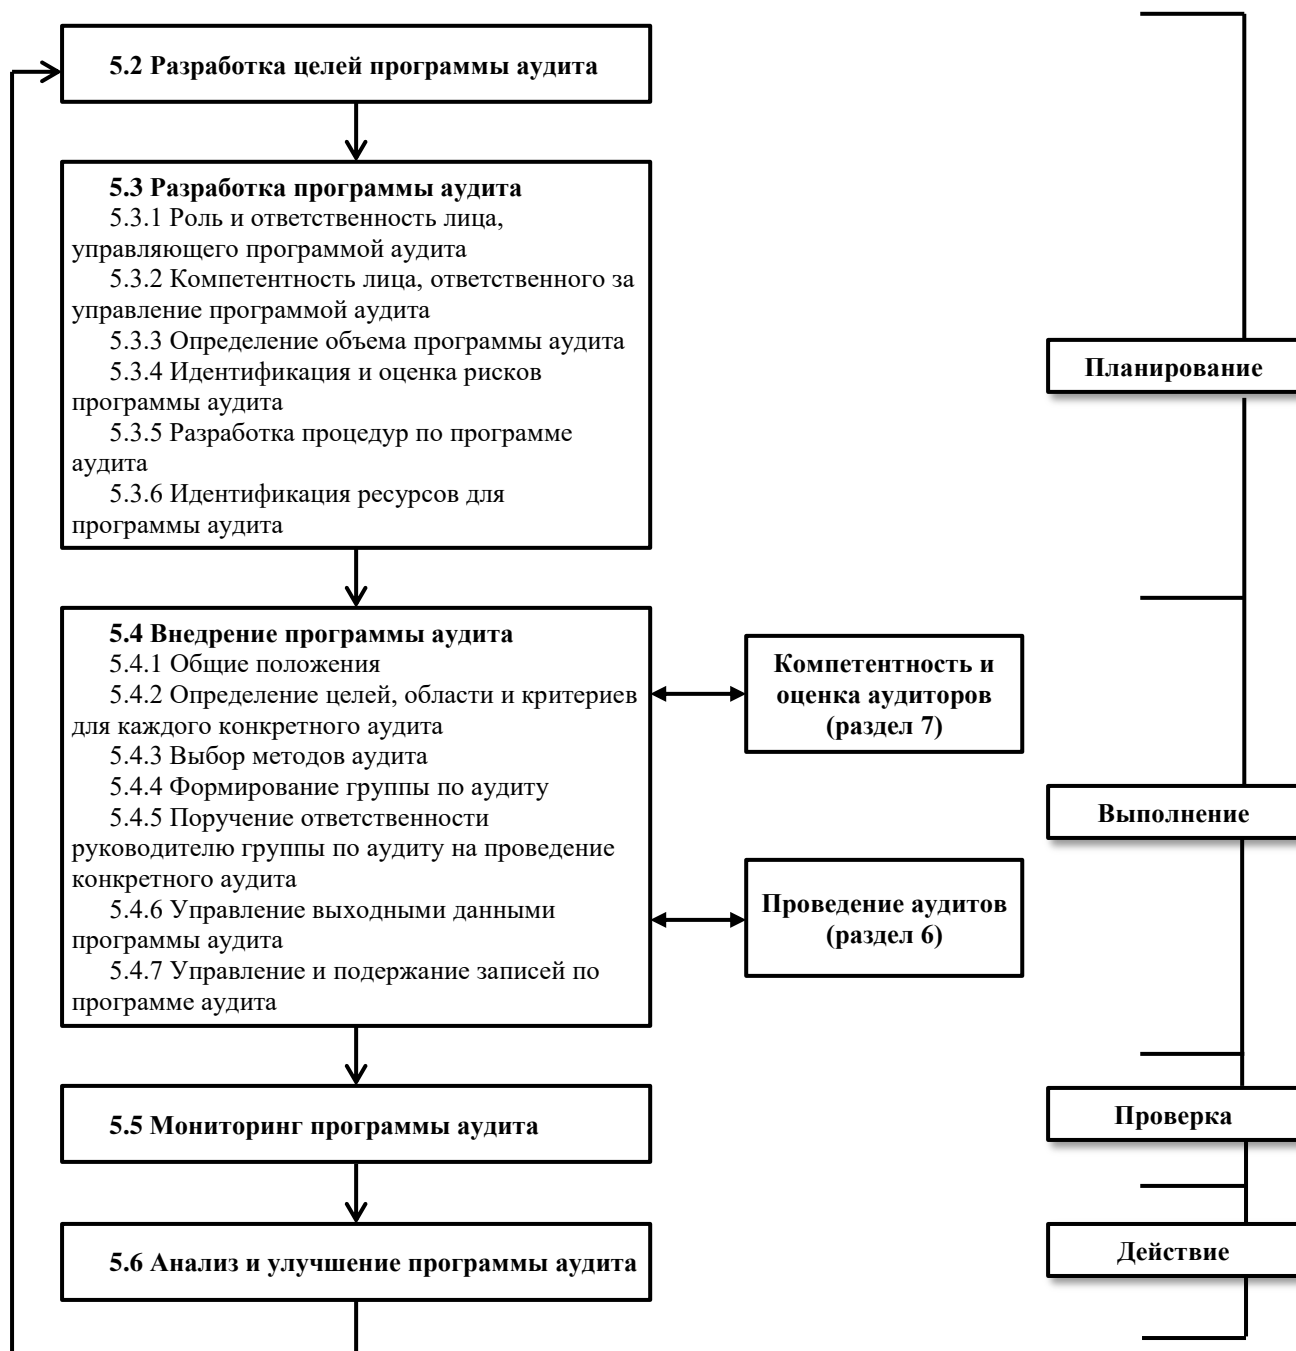 5.2 Разработка целей программы аудита
5.3 Разработка программы аудита
5.3.1 Роль и ответственность лица,
управляющего программой аудита
5.3.2 Компетентность лица, ответственного за
управление программой аудита
5.3.3 Определение объема программы аудита
5.3.4 Идентификация и оценка рисков
программы аудита
5.3.5 Разработка процедур по программе
аудита
5.3.6 Идентификация ресурсов для
программы аудита
Планирование
5.4 Внедрение программы аудита
5.4.1 Общие положения
5.4.2 Определение целей, области и критериев
для каждого конкретного аудита
5.4.3 Выбор методов аудита
5.4.4 Формирование группы по аудиту
5.4.5 Поручение ответственности
руководителю группы по аудиту на проведение
конкретного аудита
5.4.6 Управление выходными данными
программы аудита
5.4.7 Управление и подержание записей по
программе аудита
Компетентность и
оценка аудиторов
(раздел 7)
Проведение аудитов
(раздел 6)
Выполнение
5.5 Мониторинг программы аудита
Проверка
5.6 Анализ и улучшение программы аудита
Действие